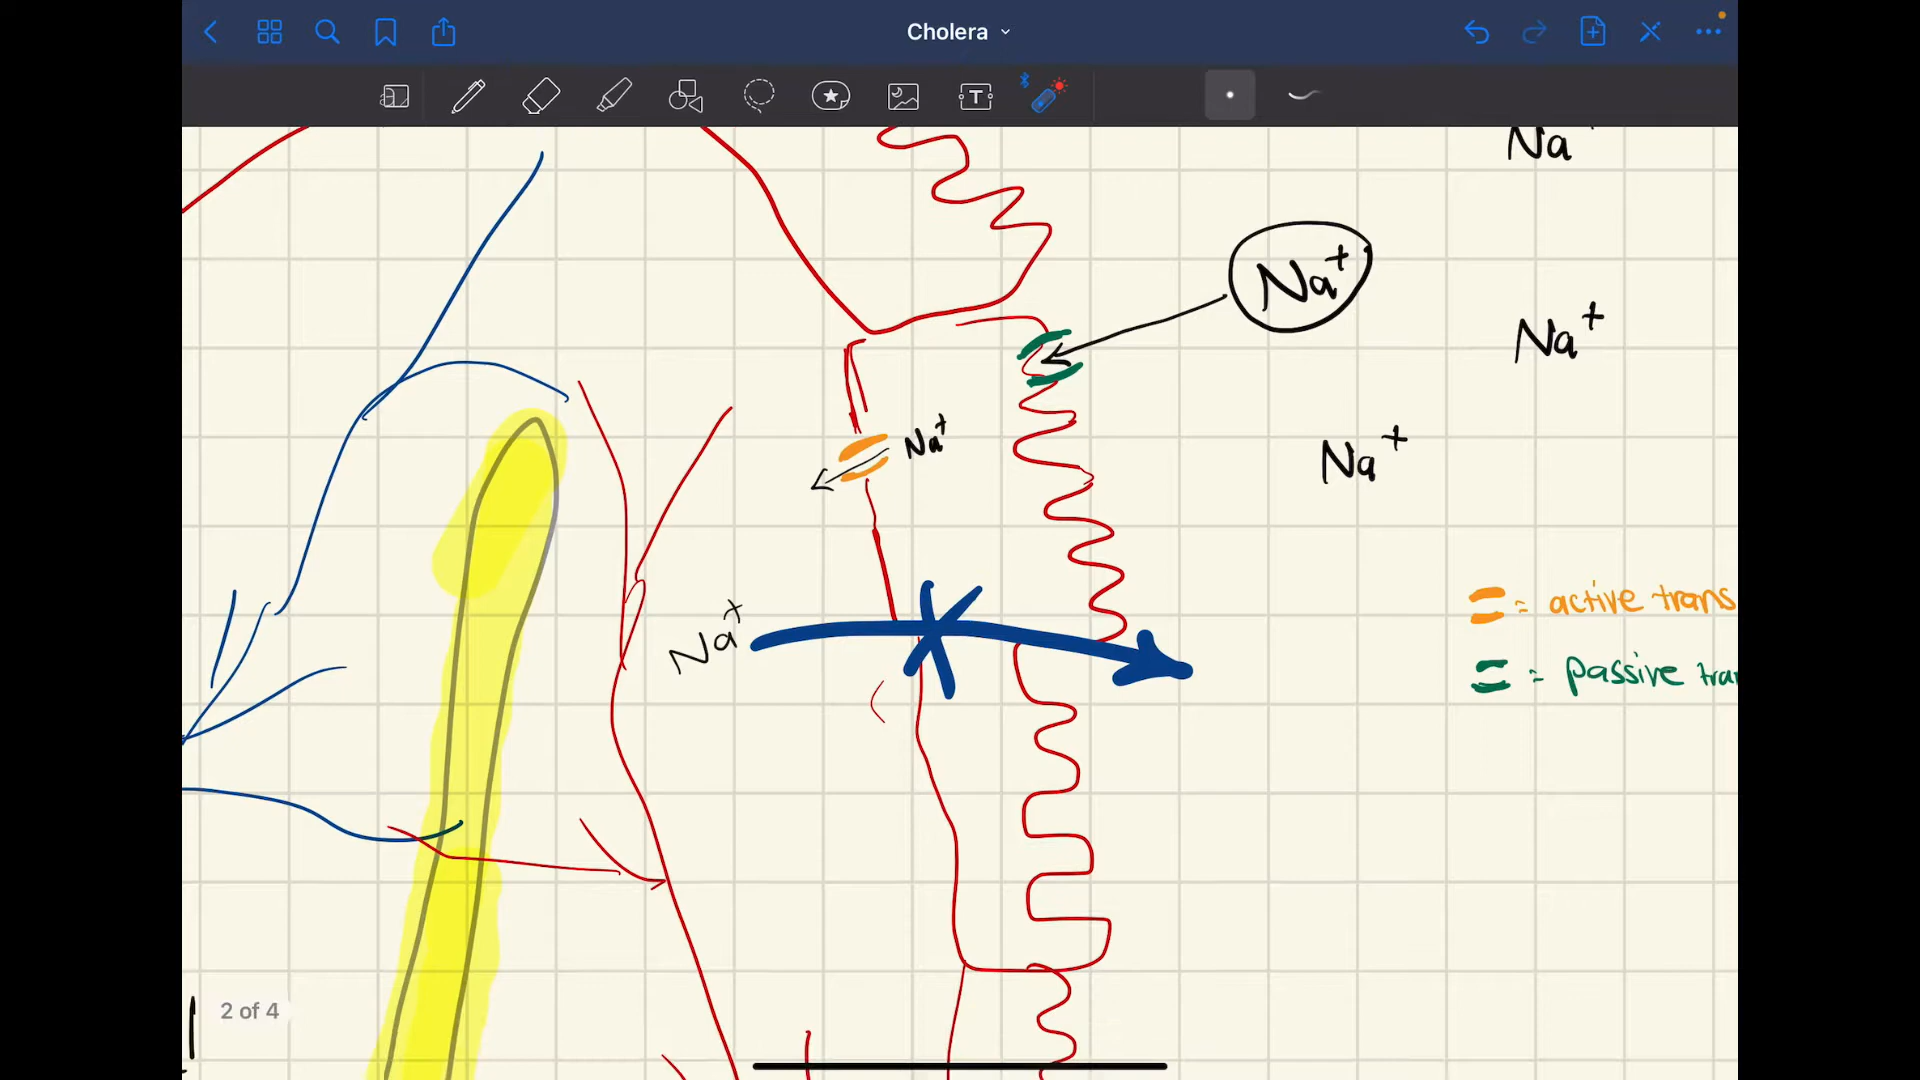 Cholera
Na
Na+
Na+
Na+
Na+
= active trans
Na+
= passive tra
2 of 4